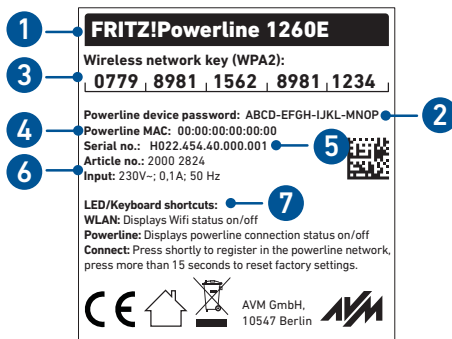 1 FRITZ!Powerline 1260E
Wireless network key (WPA2):
3 0779 8981 1562 8981 1234
Powerline device password: ABCD-EFGH-IJKL-MNOP 2
4 Powerline MAC: 00:00:00:00:00:00
Serial no.: H022.454.40.000.001 5
6 Article no.: 2000 2824
Input: 230V~; 0,1A; 50 Hz
LED/Keyboard shortcuts: 7
WLAN: Displays Wifi status on/off
Powerline: Displays powerline connection status on/off
Connect: Press shortly to register in the powerline network,
press more than 15 seconds to reset factory settings.
CE
AVM GmbH,
10547 Berlin
AVM